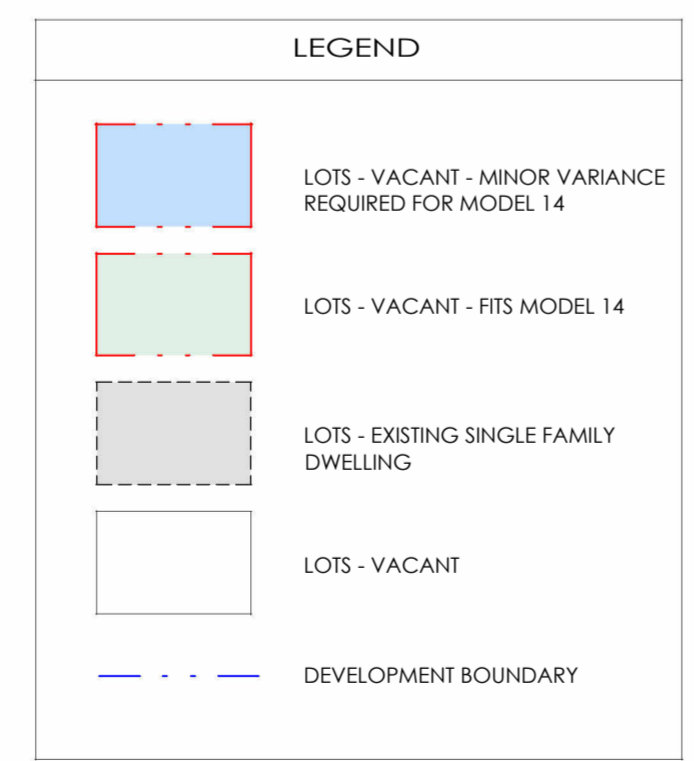 LEGEND
LOTS - VACANT - MINOR VARIANCE
REQUIRED FOR MODEL 14
LOTS - VACANT - FITS MODEL 14
LOTS - EXISTING SINGLE FAMILY
DWELLING
LOTS - VACANT
DEVELOPMENT BOUNDARY